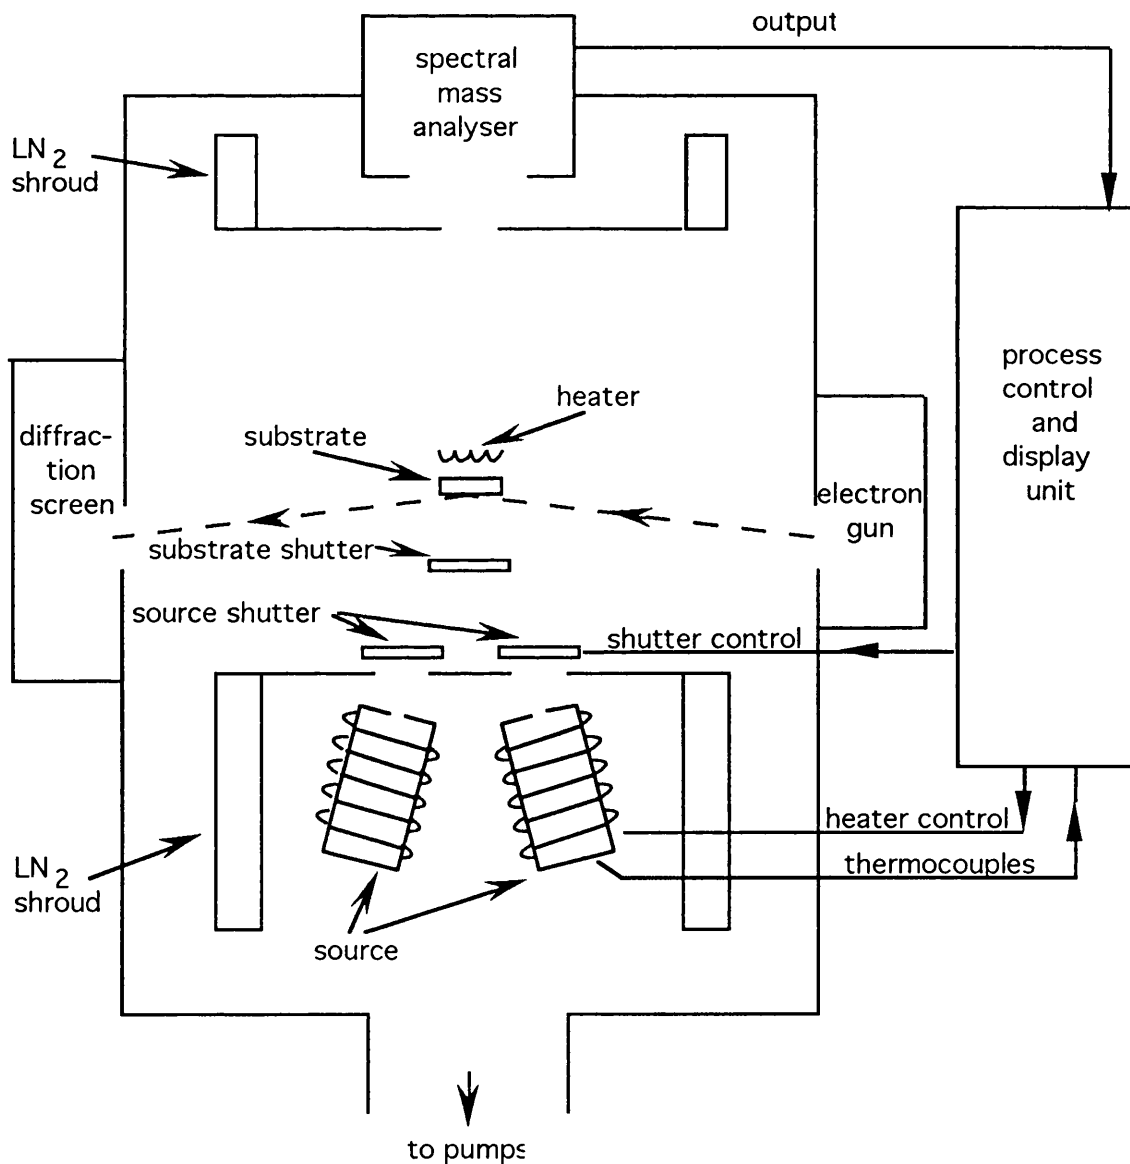 output
spectral
mass
analyser
LN2
shroud
process
control
and
display
unit
heater
substrate
diffrac-
tion
screen
electron
gun
substrate shutter
source shutter
shutter control
heater control
thermocouples
LN2
shroud
source
to pumps